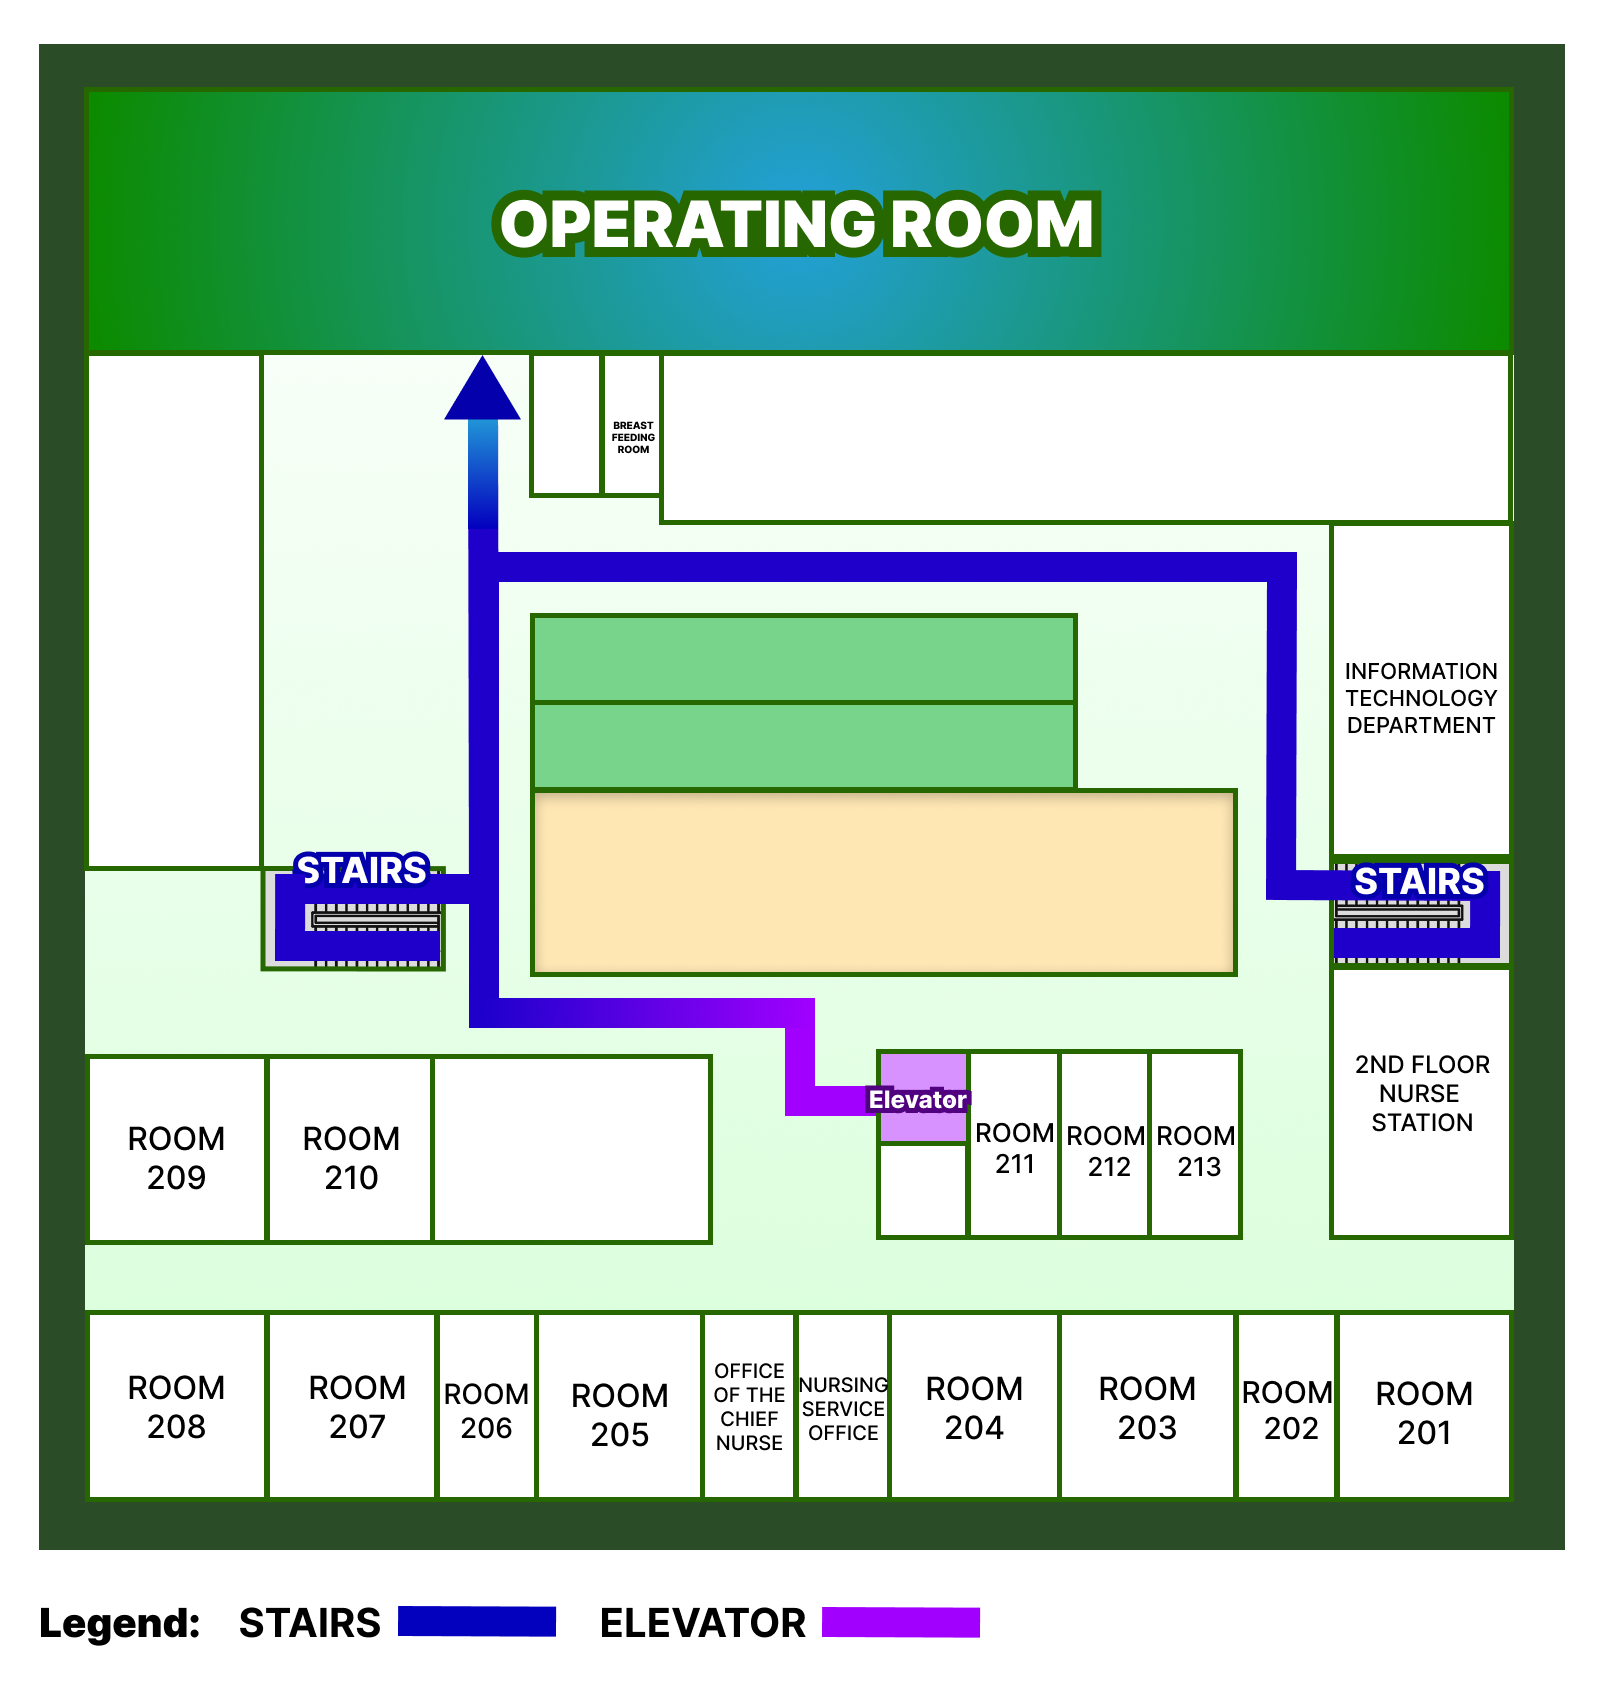 OPERATING ROOM
BREAST
FEEDING
ROOM
INFORMATION
TECHNOLOGY
DEPARTMENT
STAIRS
STAIRS
2ND FLOOR
NURSE
STATION
Elevator
ROOM
209
ROOM
210
ROOM
211
ROOM
212
ROOM
213
ROOM
208
ROOM
207
ROOM
206
ROOM
205
OFFICE
OF THE
CHIEF
NURSE
NURSING
SERVICE
OFFICE
ROOM
204
ROOM
203
ROOM
202
ROOM
201
Legend: STAIRS ELEVATOR